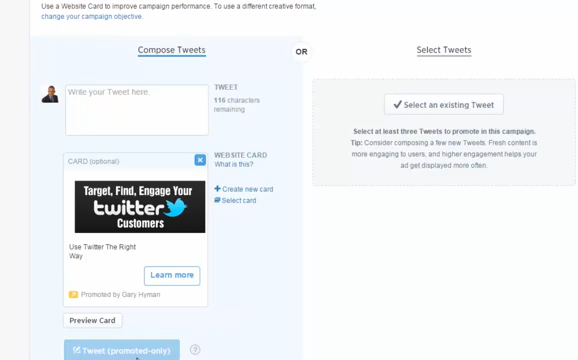 Use a Website Card to improve campaign performance. To use a different creative format,
change your campaign objective.
Compose Tweets
OR
Select Tweets
Write your Tweet here.
TWEET
116 characters
remaining
CARD (optional)
WEBSITE CARD
What is this?
Create new card
Select card
Target, Find, Engage Your
twitter
Customers
Use Twitter The Right
Way
Learn more
Promoted by Gary Hyman
Preview Card
Tweet (promoted-only)
?
Select an existing Tweet
Select at least three Tweets to promote in this campaign.
Tip: Consider composing a few new Tweets. Fresh content is
more engaging to users, and higher engagement helps your
ad get displayed more often.